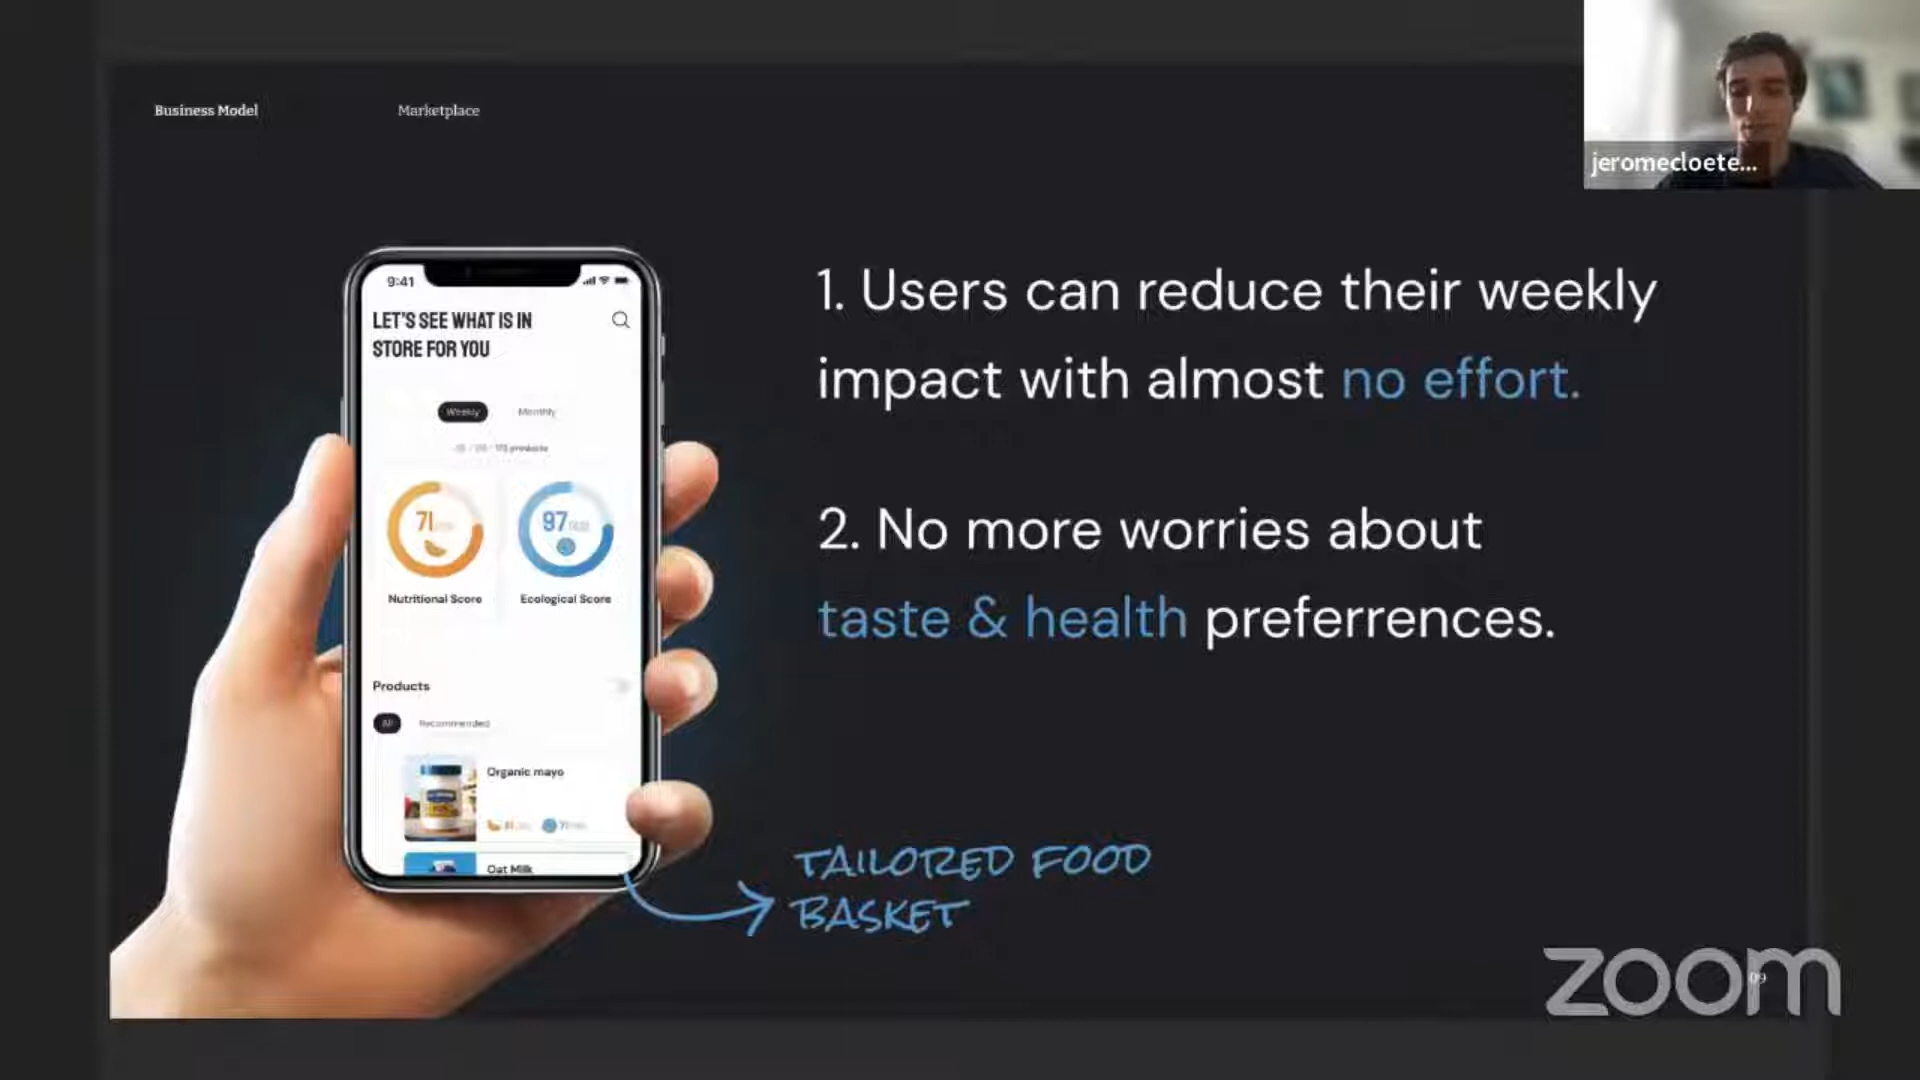 Business Model
Marketplace
jeromecloete...
9:41
LET'S SEE WHAT IS IN
STORE FOR YOU
Weekly
Monthly
products
71
97
Nutritional Score
Ecological Score
Products
All
Recommended
Organic mayo
Oat Milk
1. Users can reduce their weekly
impact with almost no effort.
2. No more worries about
taste & health preferrences.
TAILORED FOOD
BASKET
zoom
09